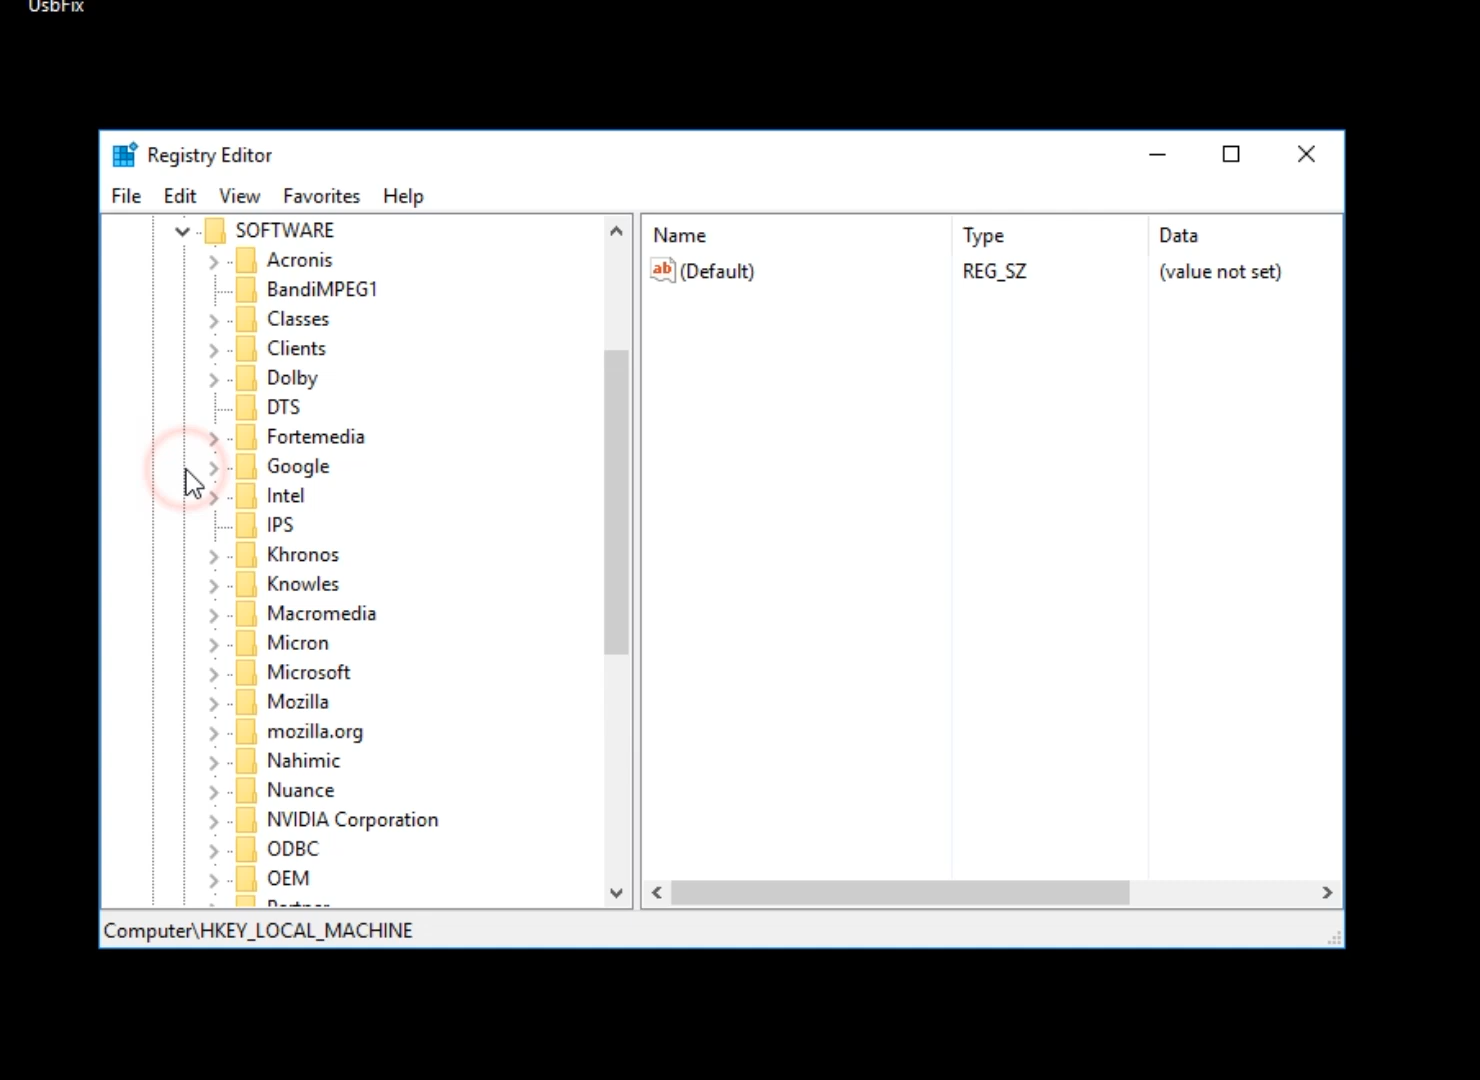 UsbFix
Registry Editor
File Edit View Favorites Help
SOFTWARE
Acronis
BandiMPEG1
Classes
Clients
Dolby
DTS
Fortemedia
Google
Intel
IPS
Khronos
Knowles
Macromedia
Micron
Microsoft
Mozilla
mozilla.org
Nahimic
Nuance
NVIDIA Corporation
ODBC
OEM
Name Type Data
ab (Default) REG_SZ (value not set)
Computer\HKEY_LOCAL_MACHINE